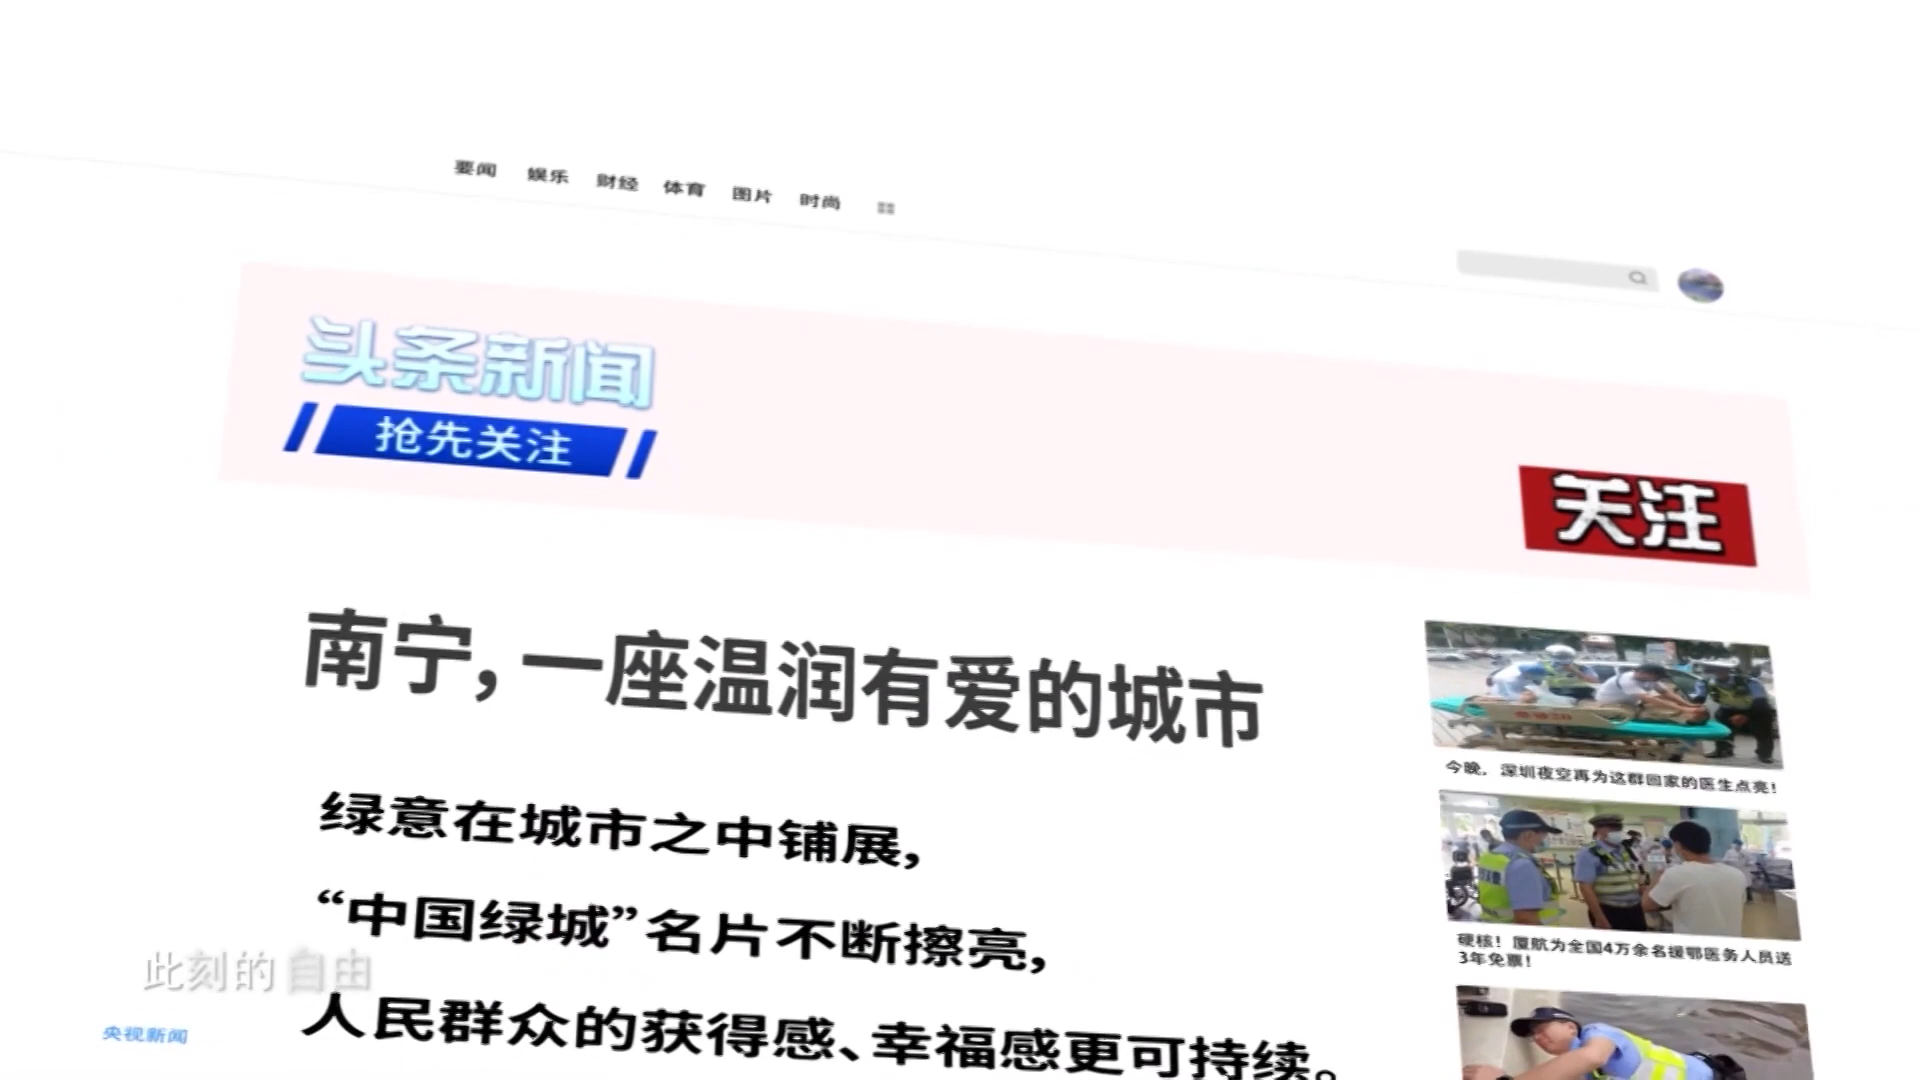 要闻 娱乐 财经 体育 图片 时尚
头条新闻
抢先关注
关注
南宁，一座温润有爱的城市
绿意在城市之中铺展，
“中国绿城”名片不断擦亮，
人民群众的获得感、幸福感更可持续。
今晚，深圳夜空再为这群回家的医生点亮！
硬核！厦航为全国4万余名援鄂医务人员送
3年免票！
此刻的自由
央视新闻